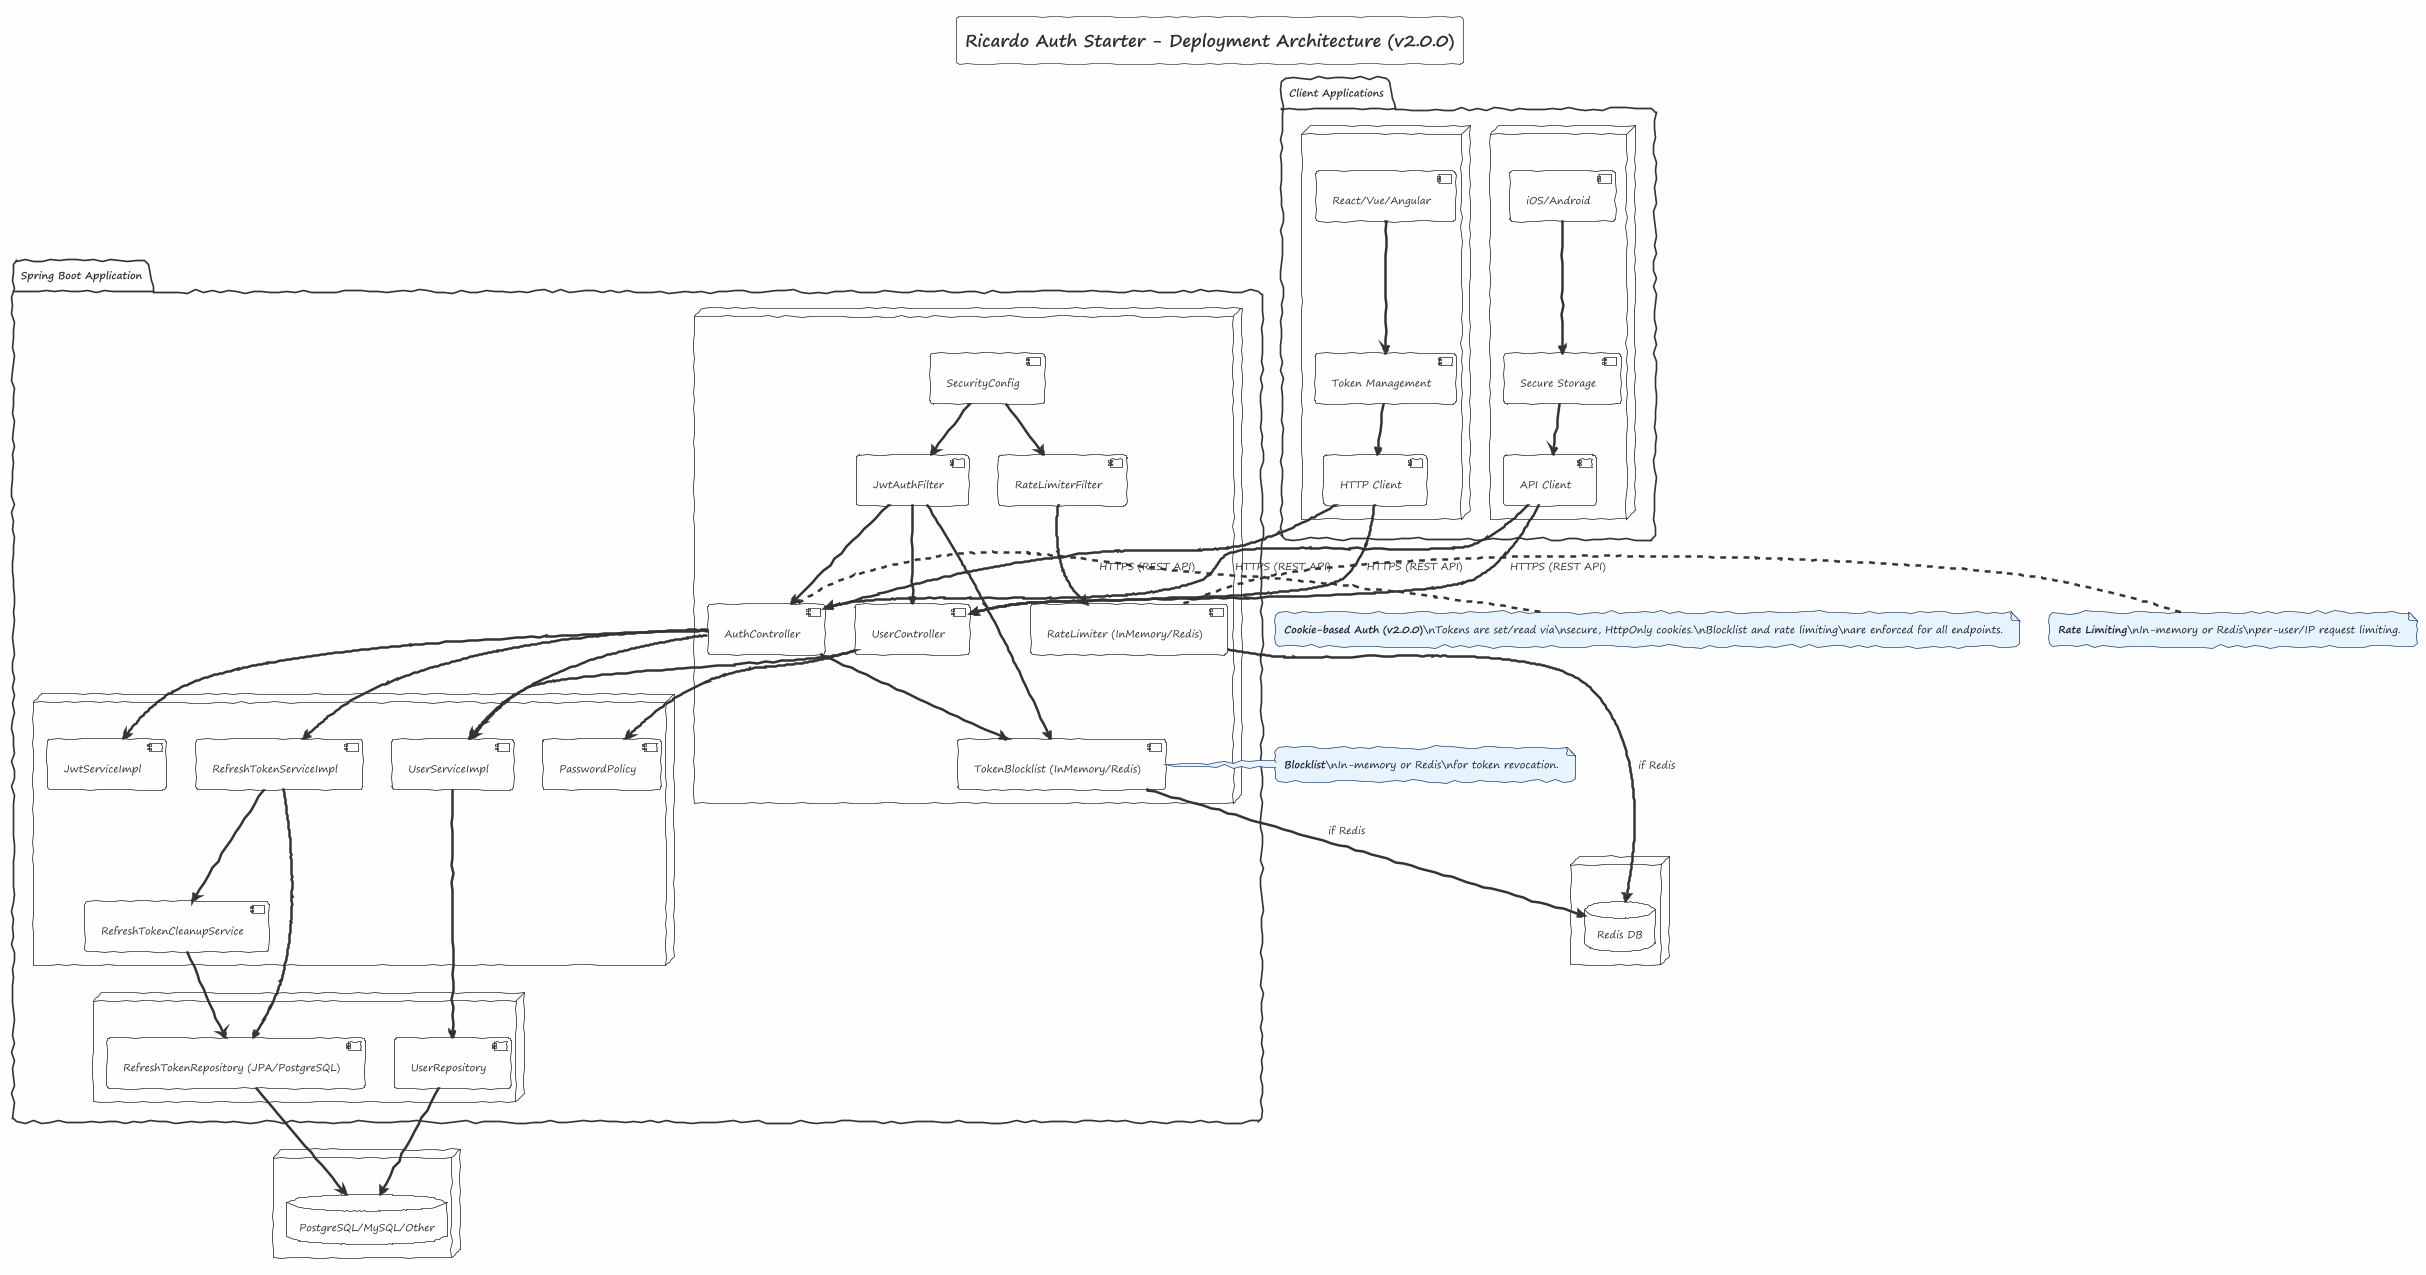 Ricardo Auth Starter - Deployment Architecture (v2.0.0)
Client Applications
React/Vue/Angular
iOS/Android
Spring Boot Application
SecurityConfig
Token Management
Secure Storage
JwtAuthFilter
RateLimiterFilter
HTTP Client
API Client
HTTPS (REST API)
HTTPS (REST API)
HTTPS (REST API)
HTTPS (REST API)
AuthController
UserController
RateLimiter (InMemory/Redis)
Cookie-based Auth (v2.0.0)\nTokens are set/read via\nsecure, HttpOnly cookies.\nBlocklist and rate limiting\nare enforced for all endpoints.
Rate Limiting\nIn-memory or Redis\nper-user/IP request limiting.
JwtServiceImpl
RefreshTokenServiceImpl
UserServiceImpl
PasswordPolicy
TokenBlocklist (InMemory/Redis)
Blocklist\nIn-memory or Redis\nfor token revocation.
if Redis
if Redis
RefreshTokenCleanupService
Redis DB
RefreshTokenRepository (JPA/PostgreSQL)
UserRepository
PostgreSQL/MySQL/Other